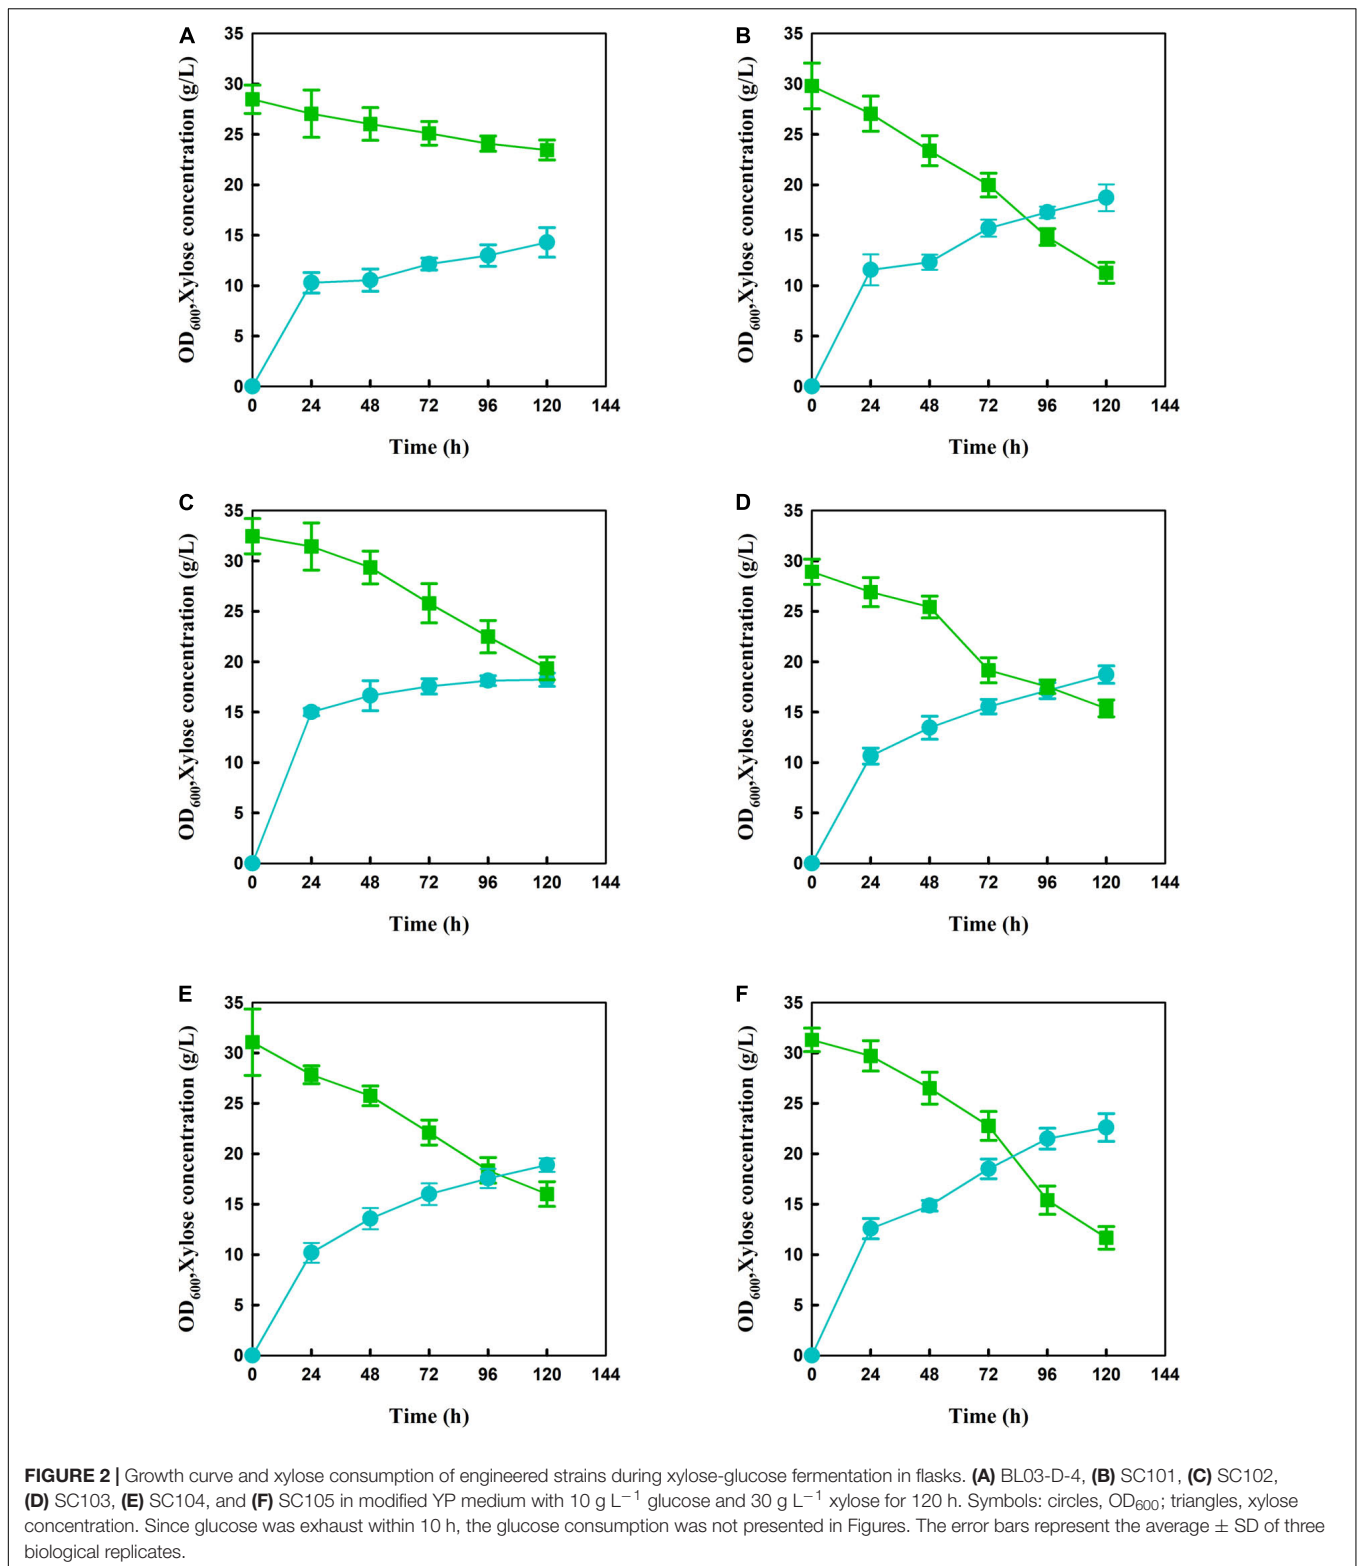 A
OD600,Xylose concentration (g/L)
35
30
25
20
15
10
5
0
0 24 48 72 96 120 144
Time (h)
B
OD600,Xylose concentration (g/L)
35
30
25
20
15
10
5
0
0 24 48 72 96 120 144
Time (h)
C
OD600,Xylose concentration (g/L)
35
30
25
20
15
10
5
0
0 24 48 72 96 120 144
Time (h)
D
OD600,Xylose concentration (g/L)
35
30
25
20
15
10
5
0
0 24 48 72 96 120 144
Time (h)
E
OD600,Xylose concentration (g/L)
35
30
25
20
15
10
5
0
0 24 48 72 96 120 144
Time (h)
F
OD600,Xylose concentration (g/L)
35
30
25
20
15
10
5
0
0 24 48 72 96 120 144
Time (h)
FIGURE 2 | Growth curve and xylose consumption of engineered strains during xylose-glucose fermentation in flasks. (A) BL03-D-4, (B) SC101, (C) SC102,
(D) SC103, (E) SC104, and (F) SC105 in modified YP medium with 10 g L−1 glucose and 30 g L−1 xylose for 120 h. Symbols: circles, OD600; triangles, xylose
concentration. Since glucose was exhaust within 10 h, the glucose consumption was not presented in Figures. The error bars represent the average ± SD of three
biological replicates.